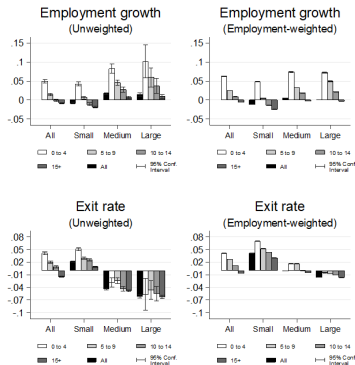 Employment growth
(Unweighted)
.15
.1
.05
0
-.05
All Small Medium Large
0 to 4 5 to 9 10 to 14
15+ All 95% Conf. Interval
Employment growth
(Employment-weighted)
.15
.1
.05
0
-.05
All Small Medium Large
0 to 4 5 to 9 10 to 14
15+ All 95% Conf. Interval
Exit rate
(Unweighted)
.08
.05
.02
-.01
-.04
-.07
-.1
All Small Medium Large
0 to 4 5 to 9 10 to 14
15+ All 95% Conf. Interval
Exit rate
(Employment-weighted)
.08
.05
.02
-.01
-.04
-.07
-.1
All Small Medium Large
0 to 4 5 to 9 10 to 14
15+ All 95% Conf. Interval